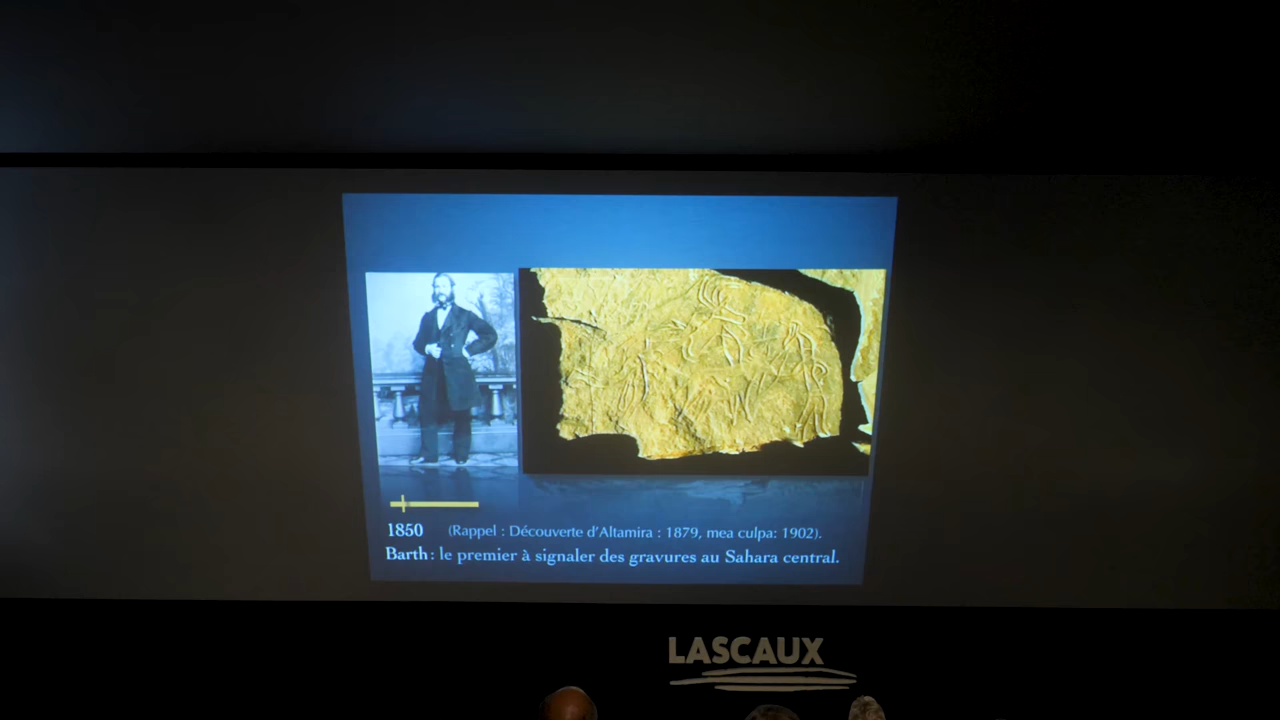 1850 (Rappel : Découverte d'Altamira : 1879, mea culpa: 1902).
Barth : le premier à signaler des gravures au Sahara central.
LASCAUX